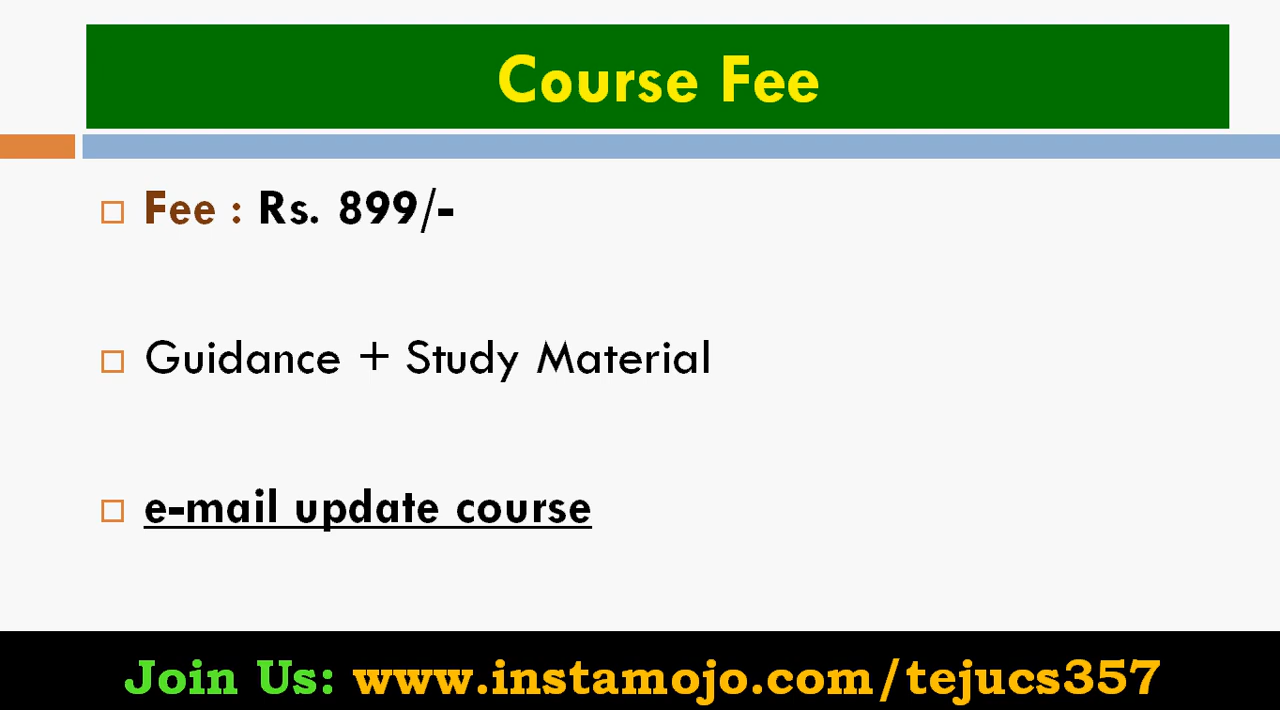 Course Fee
Fee : Rs. 899/-
Guidance + Study Material
e-mail update course
Join Us: www.instamojo.com/tejucs357